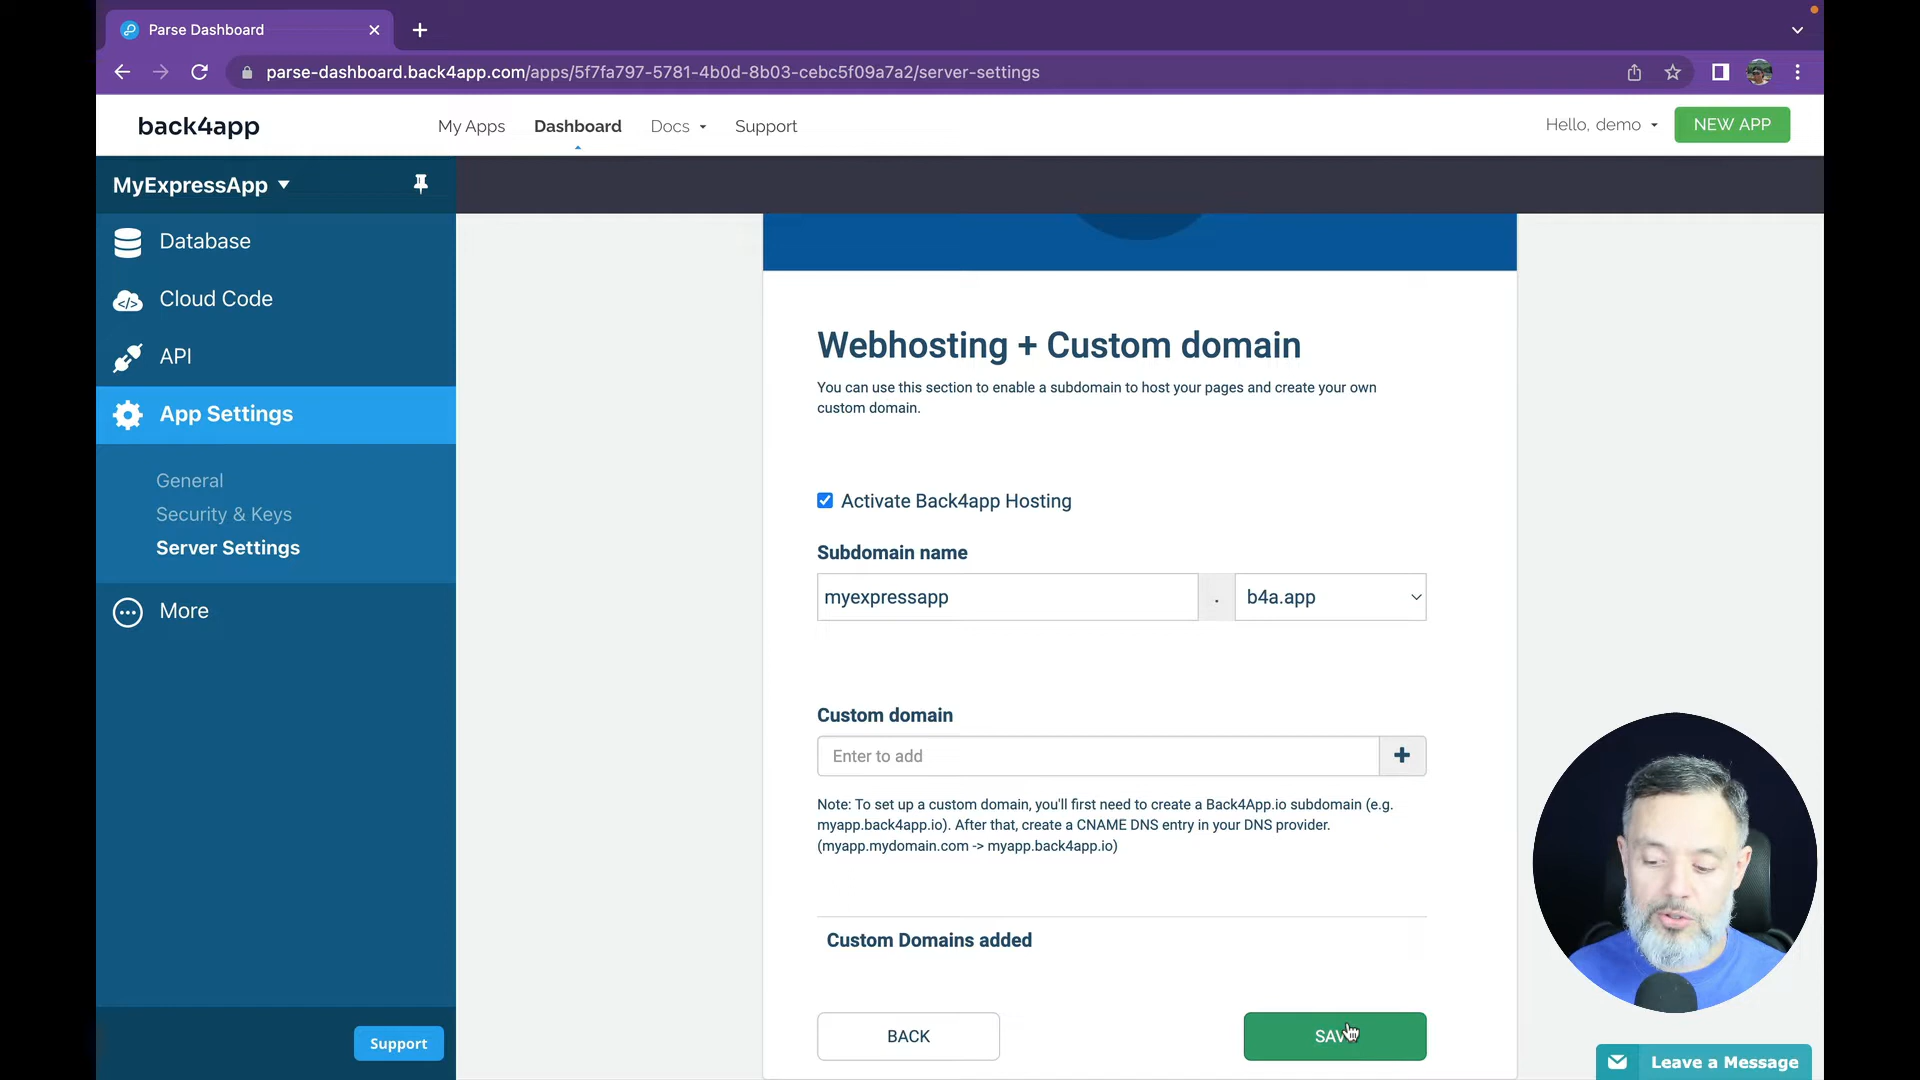 Parse Dashboard
parse-dashboard.back4app.com/apps/5f7fa797-5781-4b0d-8b03-cebc5f09a7a2/server-settings
back4app
My Apps
Dashboard
Docs
Support
Hello, demo
NEW APP
MyExpressApp
Database
Cloud Code
API
App Settings
General
Security & Keys
Server Settings
More
Support
Webhosting + Custom domain
You can use this section to enable a subdomain to host your pages and create your own
custom domain.
Activate Back4app Hosting
Subdomain name
myexpressapp . b4a.app
Custom domain
Enter to add
Note: To set up a custom domain, you'll first need to create a Back4App.io subdomain (e.g.
myapp.back4app.io). After that, create a CNAME DNS entry in your DNS provider.
(myapp.mydomain.com -> myapp.back4app.io)
Custom Domains added
BACK
SAV
Leave a Message